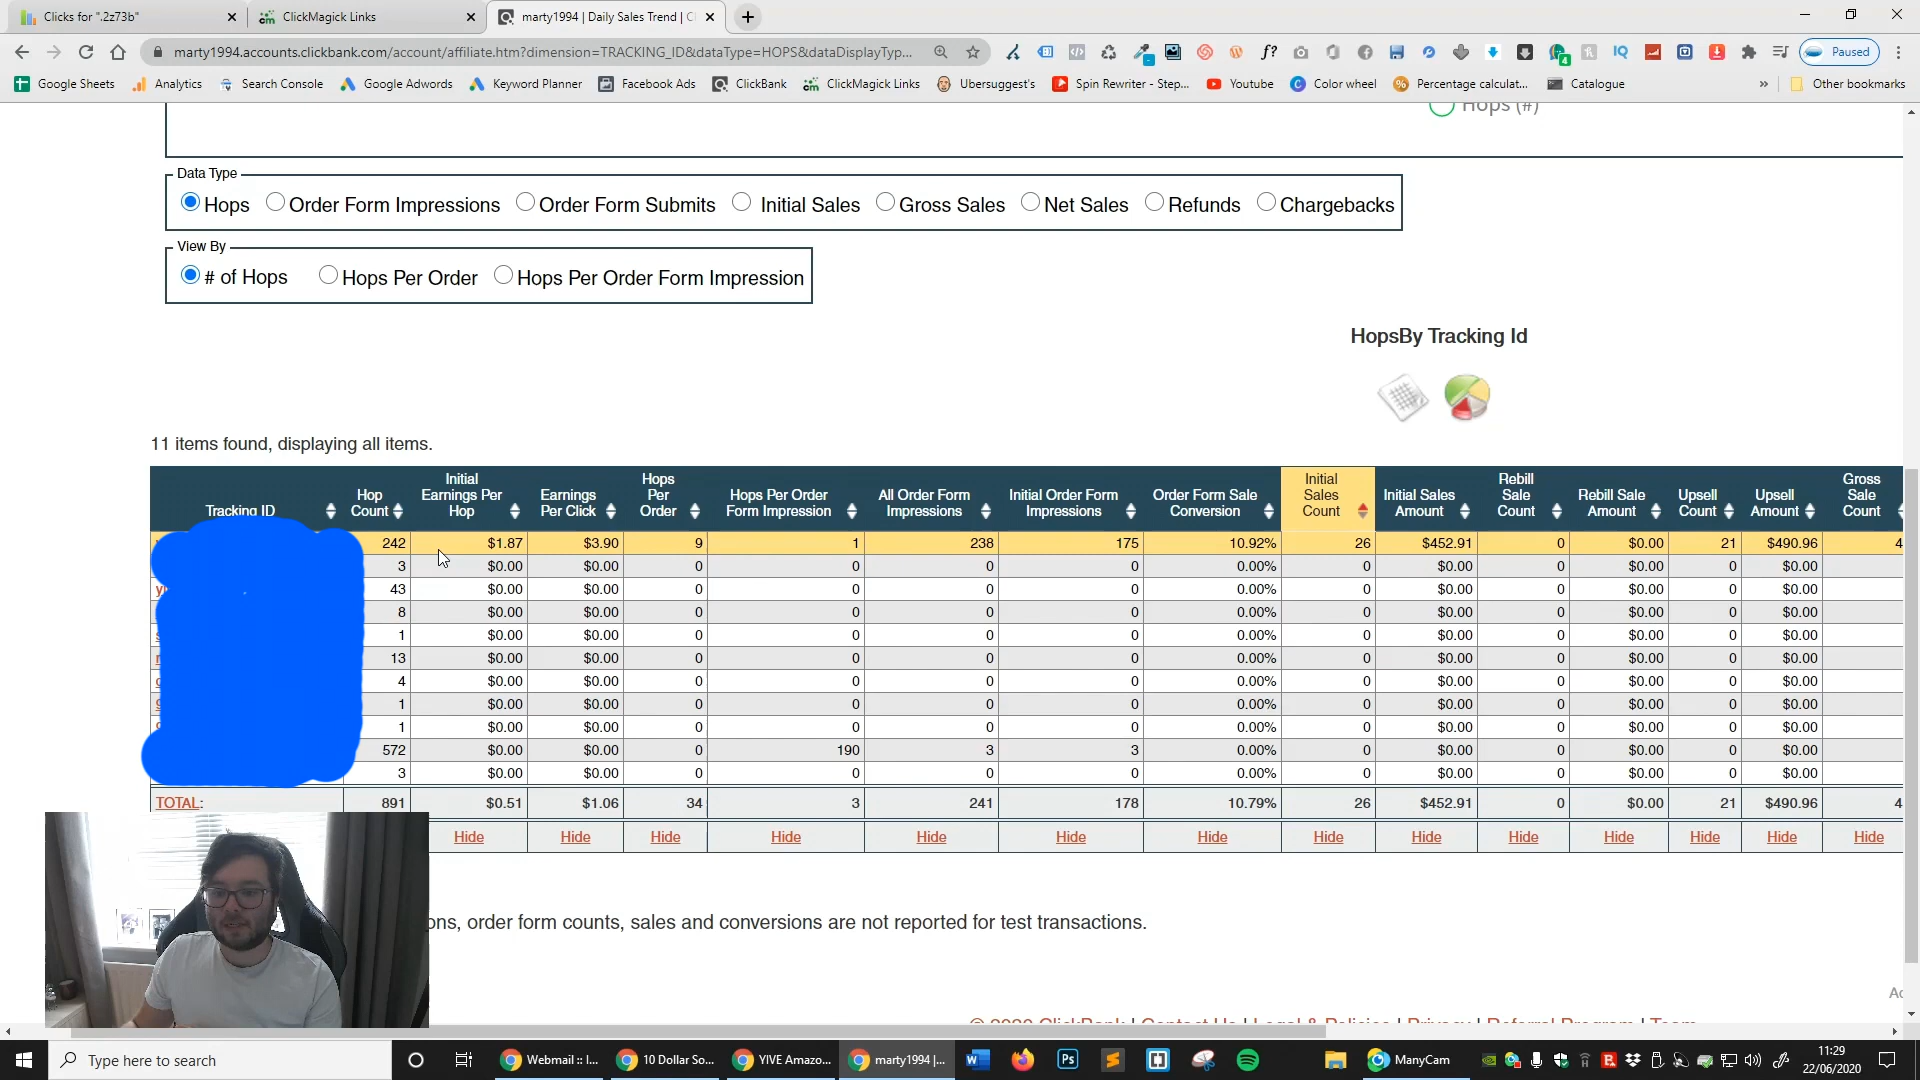 Clicks for ".2z73b"
ClickMagick Links
marty1994 | Daily Sales Trend | C
marty1994.accounts.clickbank.com/account/affiliate.htm?dimension=TRACKING_ID&dataType=HOPS&dataDisplayTyp...
Paused
Google Sheets Analytics Search Console Google Adwords Keyword Planner Facebook Ads ClickBank ClickMagick Links Ubersuggest's Spin Rewriter - Step... Youtube Color wheel Percentage calculat... Catalogue » Other bookmarks
Hops (#)
Data Type
Hops Order Form Impressions Order Form Submits Initial Sales Gross Sales Net Sales Refunds Chargebacks
View By
# of Hops Hops Per Order Hops Per Order Form Impression
HopsBy Tracking Id
11 items found, displaying all items.
Tracking ID Hop Count Initial Earnings Per Hop Earnings Per Click Hops Per Order Hops Per Order Form Impression All Order Form Impressions Initial Order Form Impressions Order Form Sale Conversion Initial Sales Count Initial Sales Amount Rebill Sale Count Rebill Sale Amount Upsell Count Upsell Amount Gross Sale Count
242 $1.87 $3.90 9 1 238 175 10.92% 26 $452.91 0 $0.00 21 $490.96 4
3 $0.00 $0.00 0 0 0 0 0.00% 0 $0.00 0 $0.00 0 $0.00
43 $0.00 $0.00 0 0 0 0 0.00% 0 $0.00 0 $0.00 0 $0.00
8 $0.00 $0.00 0 0 0 0 0.00% 0 $0.00 0 $0.00 0 $0.00
1 $0.00 $0.00 0 0 0 0 0.00% 0 $0.00 0 $0.00 0 $0.00
13 $0.00 $0.00 0 0 0 0 0.00% 0 $0.00 0 $0.00 0 $0.00
4 $0.00 $0.00 0 0 0 0 0.00% 0 $0.00 0 $0.00 0 $0.00
1 $0.00 $0.00 0 0 0 0 0.00% 0 $0.00 0 $0.00 0 $0.00
1 $0.00 $0.00 0 0 0 0 0.00% 0 $0.00 0 $0.00 0 $0.00
572 $0.00 $0.00 0 190 3 3 0.00% 0 $0.00 0 $0.00 0 $0.00
3 $0.00 $0.00 0 0 0 0 0.00% 0 $0.00 0 $0.00 0 $0.00
TOTAL: 891 $0.51 $1.06 34 3 241 178 10.79% 26 $452.91 0 $0.00 21 $490.96 4
Hide Hide Hide Hide Hide Hide Hide Hide Hide Hide Hide Hide Hide Hide
ons, order form counts, sales and conversions are not reported for test transactions.
Type here to search
Webmail :: I... 10 Dollar So... YIVE Amazo... marty1994 |... ManyCam
11:29
22/06/2020